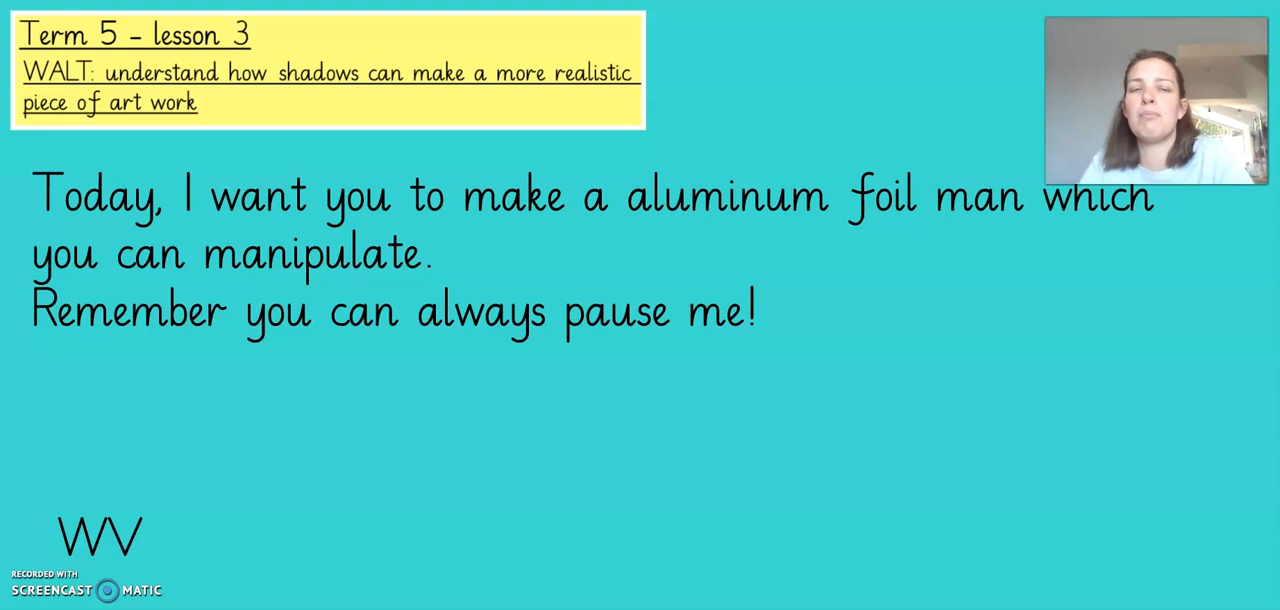 Term 5 - lesson 3
WALT: understand how shadows can make a more realistic
piece of art work
Today, I want you to make a aluminum foil man which
you can manipulate.
Remember you can always pause me!
WV
RECORDED WITH
SCREENCAST MATIC